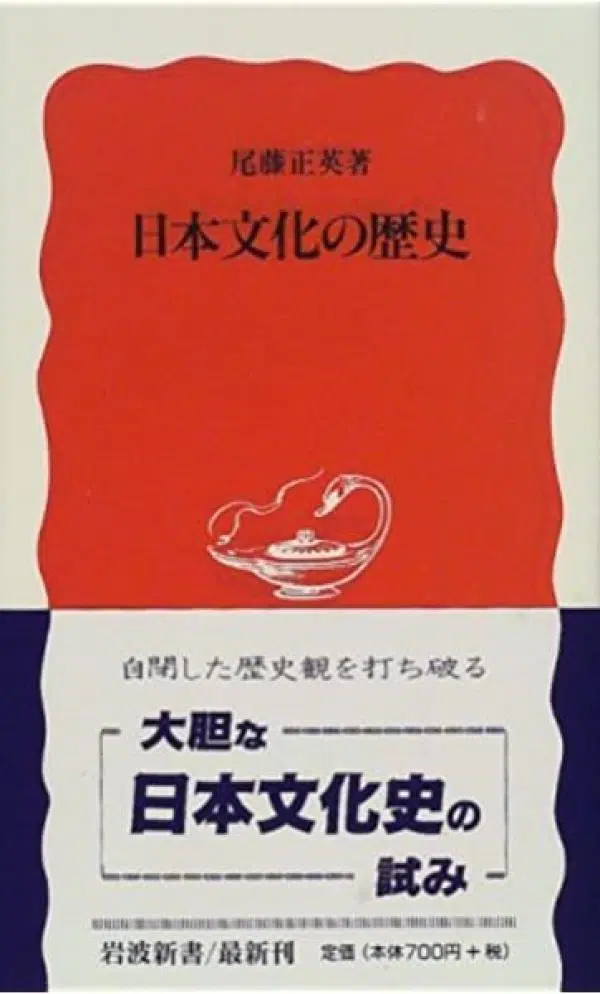 尾藤正英著
日本文化の歴史
自閉した歴史観を打ち破る
大胆な
日本文化史の
試み
岩波新書/最新刊 定価(本体700円+税)